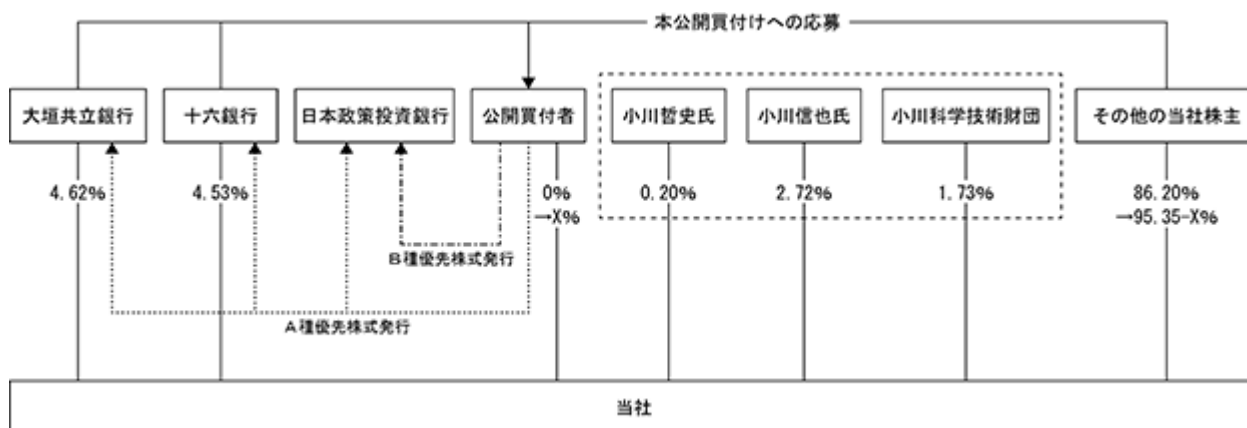 本公開買付けへの応募
大垣共立銀行
十六銀行
日本政策投資銀行
公開買付者
小川哲史氏
小川信也氏
小川科学技術財団
その他の当社株主
4.62%
4.53%
0%
→X%
0.20%
2.72%
1.73%
86.20%
→95.35-X%
B種優先株式発行
A種優先株式発行
当社